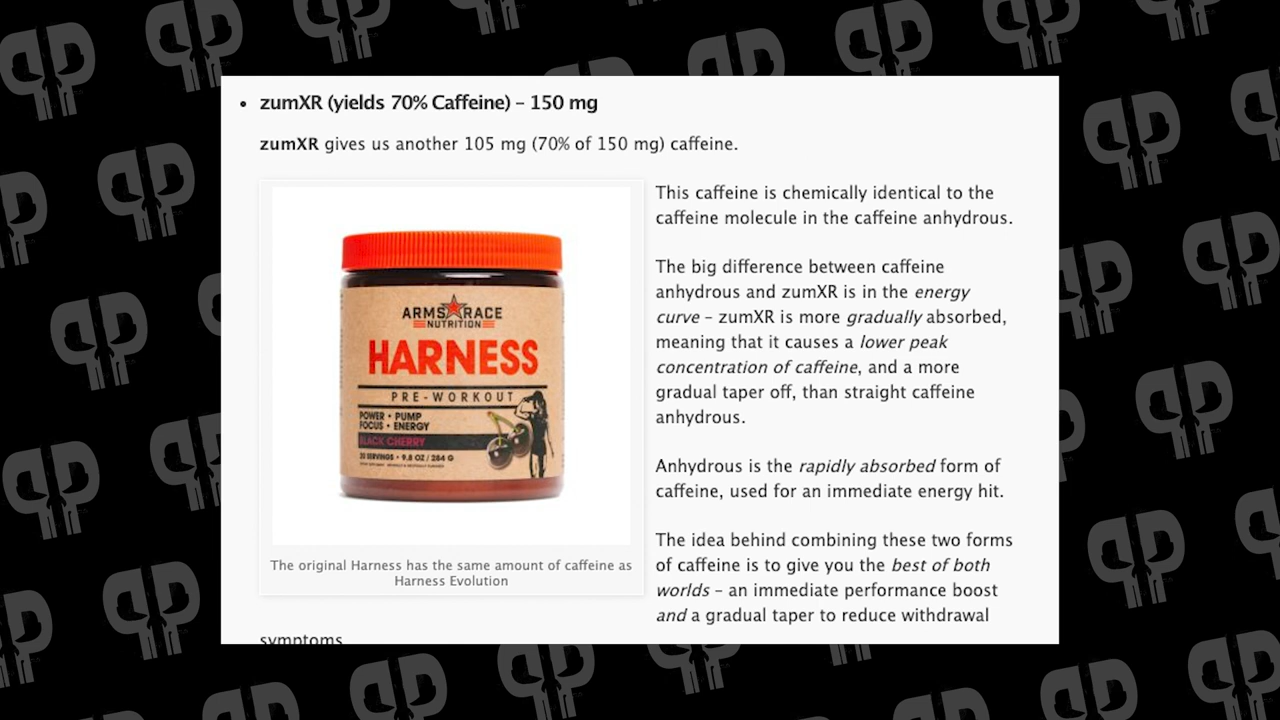 • zumXR (yields 70% Caffeine) – 150 mg
zumXR gives us another 105 mg (70% of 150 mg) caffeine.
ARMS RACE
NUTRITION
HARNESS
PRE-WORKOUT
POWER • PUMP
FOCUS • ENERGY
BLACK CHERRY
30 SERVINGS • 9.8 OZ / 284 G
The original Harness has the same amount of caffeine as
Harness Evolution
This caffeine is chemically identical to the
caffeine molecule in the caffeine anhydrous.
The big difference between caffeine
anhydrous and zumXR is in the energy
curve – zumXR is more gradually absorbed,
meaning that it causes a lower peak
concentration of caffeine, and a more
gradual taper off, than straight caffeine
anhydrous.
Anhydrous is the rapidly absorbed form of
caffeine, used for an immediate energy hit.
The idea behind combining these two forms
of caffeine is to give you the best of both
worlds – an immediate performance boost
and a gradual taper to reduce withdrawal
symptoms